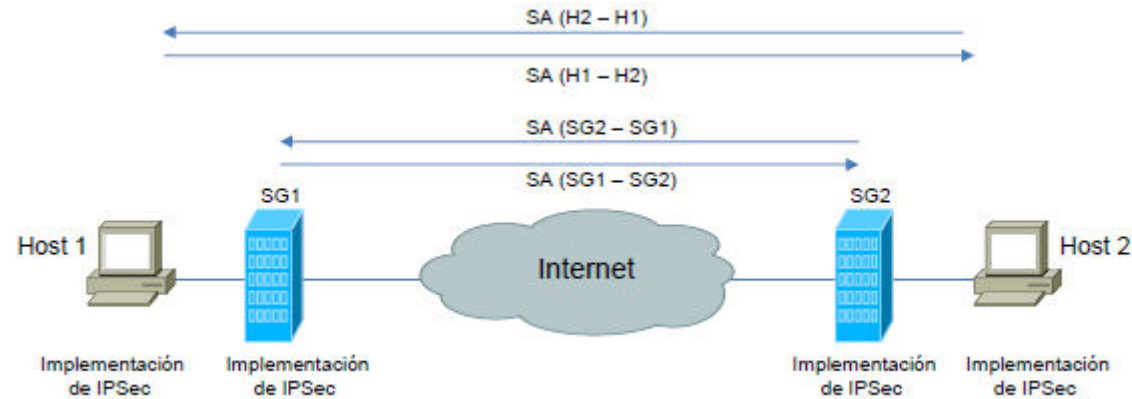 SA (H2 – H1)
SA (H1 – H2)
SA (SG2 – SG1)
SA (SG1 – SG2)
SG1
SG2
Host 1
Internet
Host 2
Implementación
de IPSec
Implementación
de IPSec
Implementación
de IPSec
Implementación
de IPSec